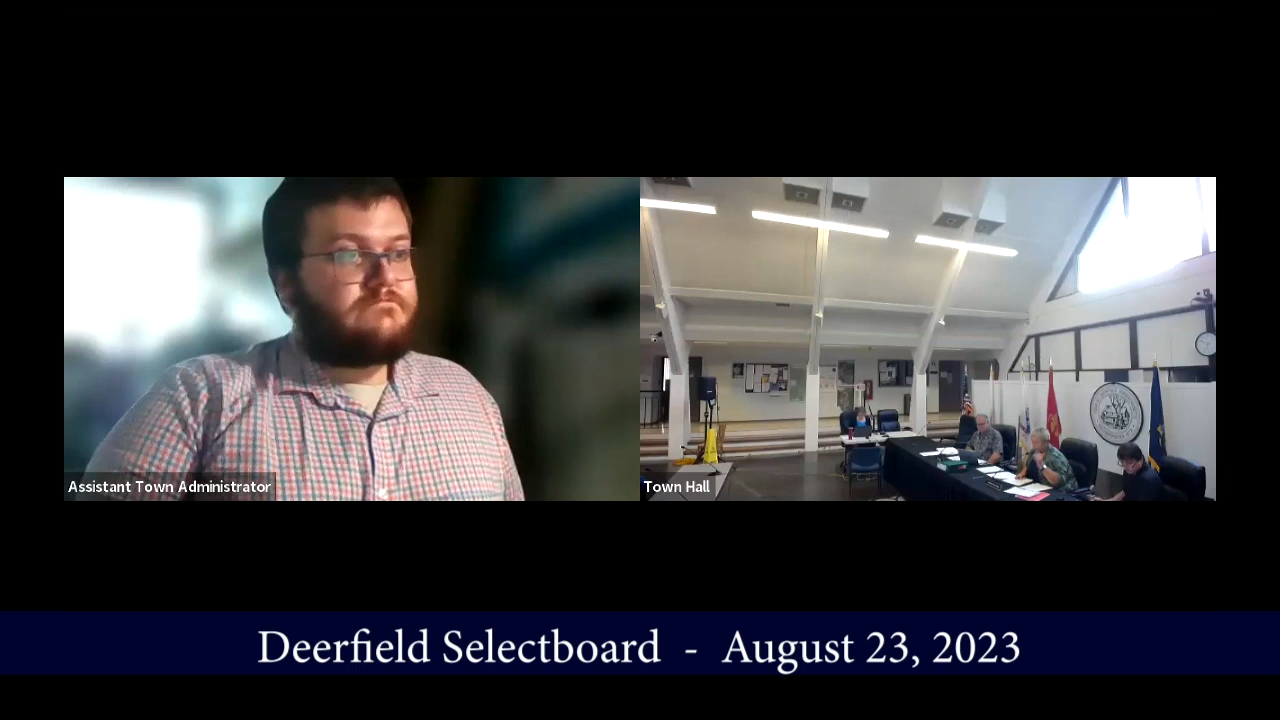 Assistant Town Administrator
Town Hall
Deerfield Selectboard - August 23, 2023